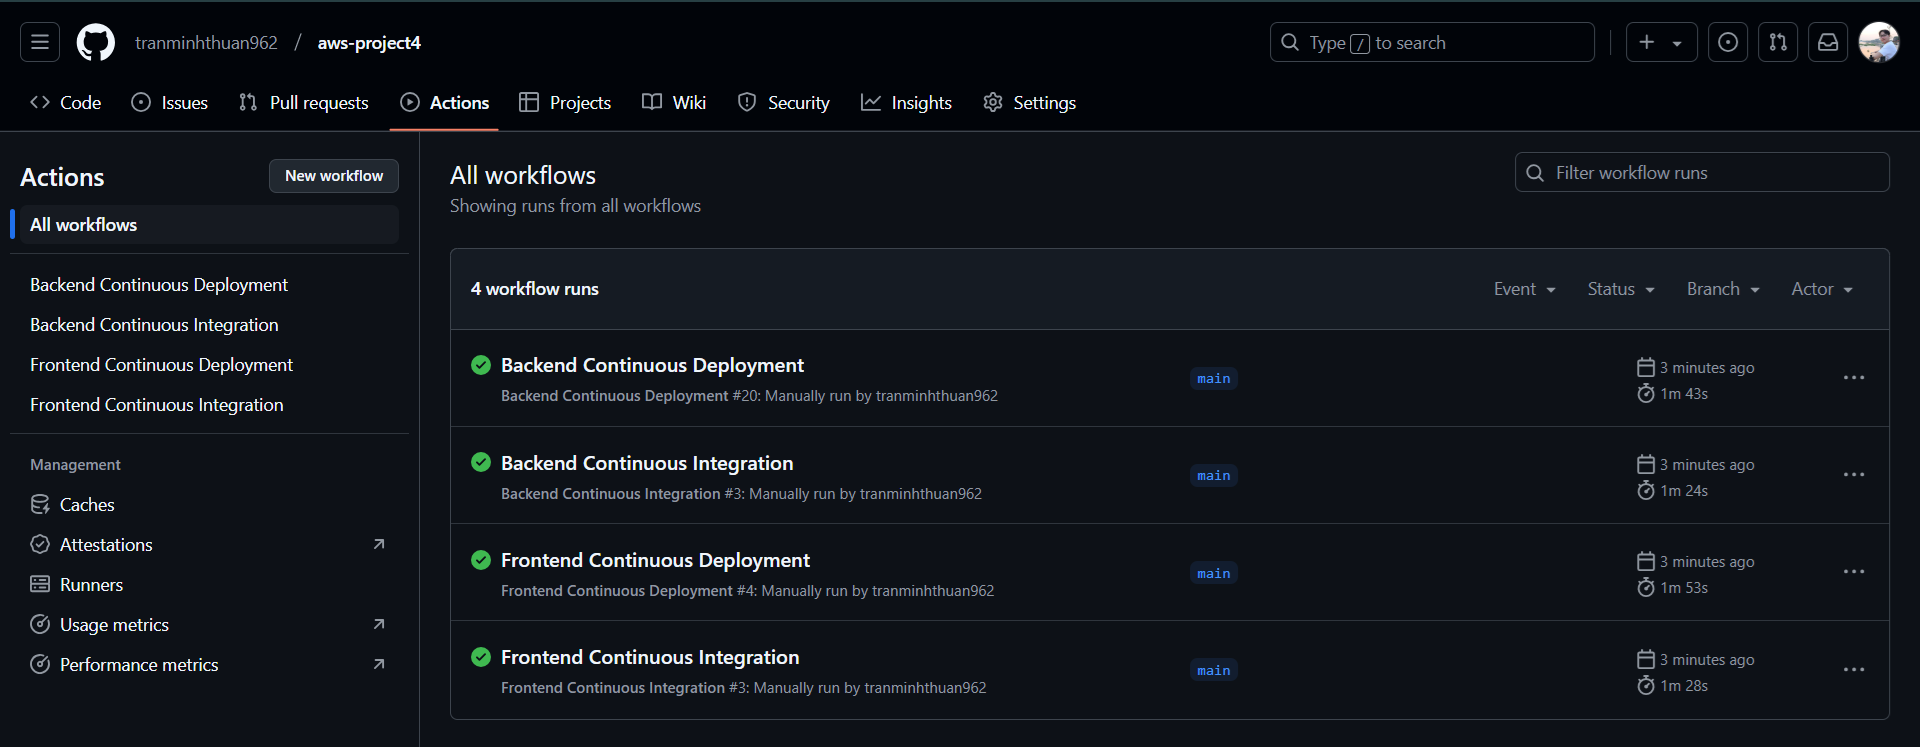 tranminhthuan962 / aws-project4
Type / to search
Code
Issues
Pull requests
Actions
Projects
Wiki
Security
Insights
Settings
Actions
New workflow
All workflows
Backend Continuous Deployment
Backend Continuous Integration
Frontend Continuous Deployment
Frontend Continuous Integration
Management
Caches
Attestations
Runners
Usage metrics
Performance metrics
All workflows
Showing runs from all workflows
Filter workflow runs
4 workflow runs
Event
Status
Branch
Actor
Backend Continuous Deployment
Backend Continuous Deployment #20: Manually run by tranminhthuan962
main
3 minutes ago
1m 43s
Backend Continuous Integration
Backend Continuous Integration #3: Manually run by tranminhthuan962
main
3 minutes ago
1m 24s
Frontend Continuous Deployment
Frontend Continuous Deployment #4: Manually run by tranminhthuan962
main
3 minutes ago
1m 53s
Frontend Continuous Integration
Frontend Continuous Integration #3: Manually run by tranminhthuan962
main
3 minutes ago
1m 28s